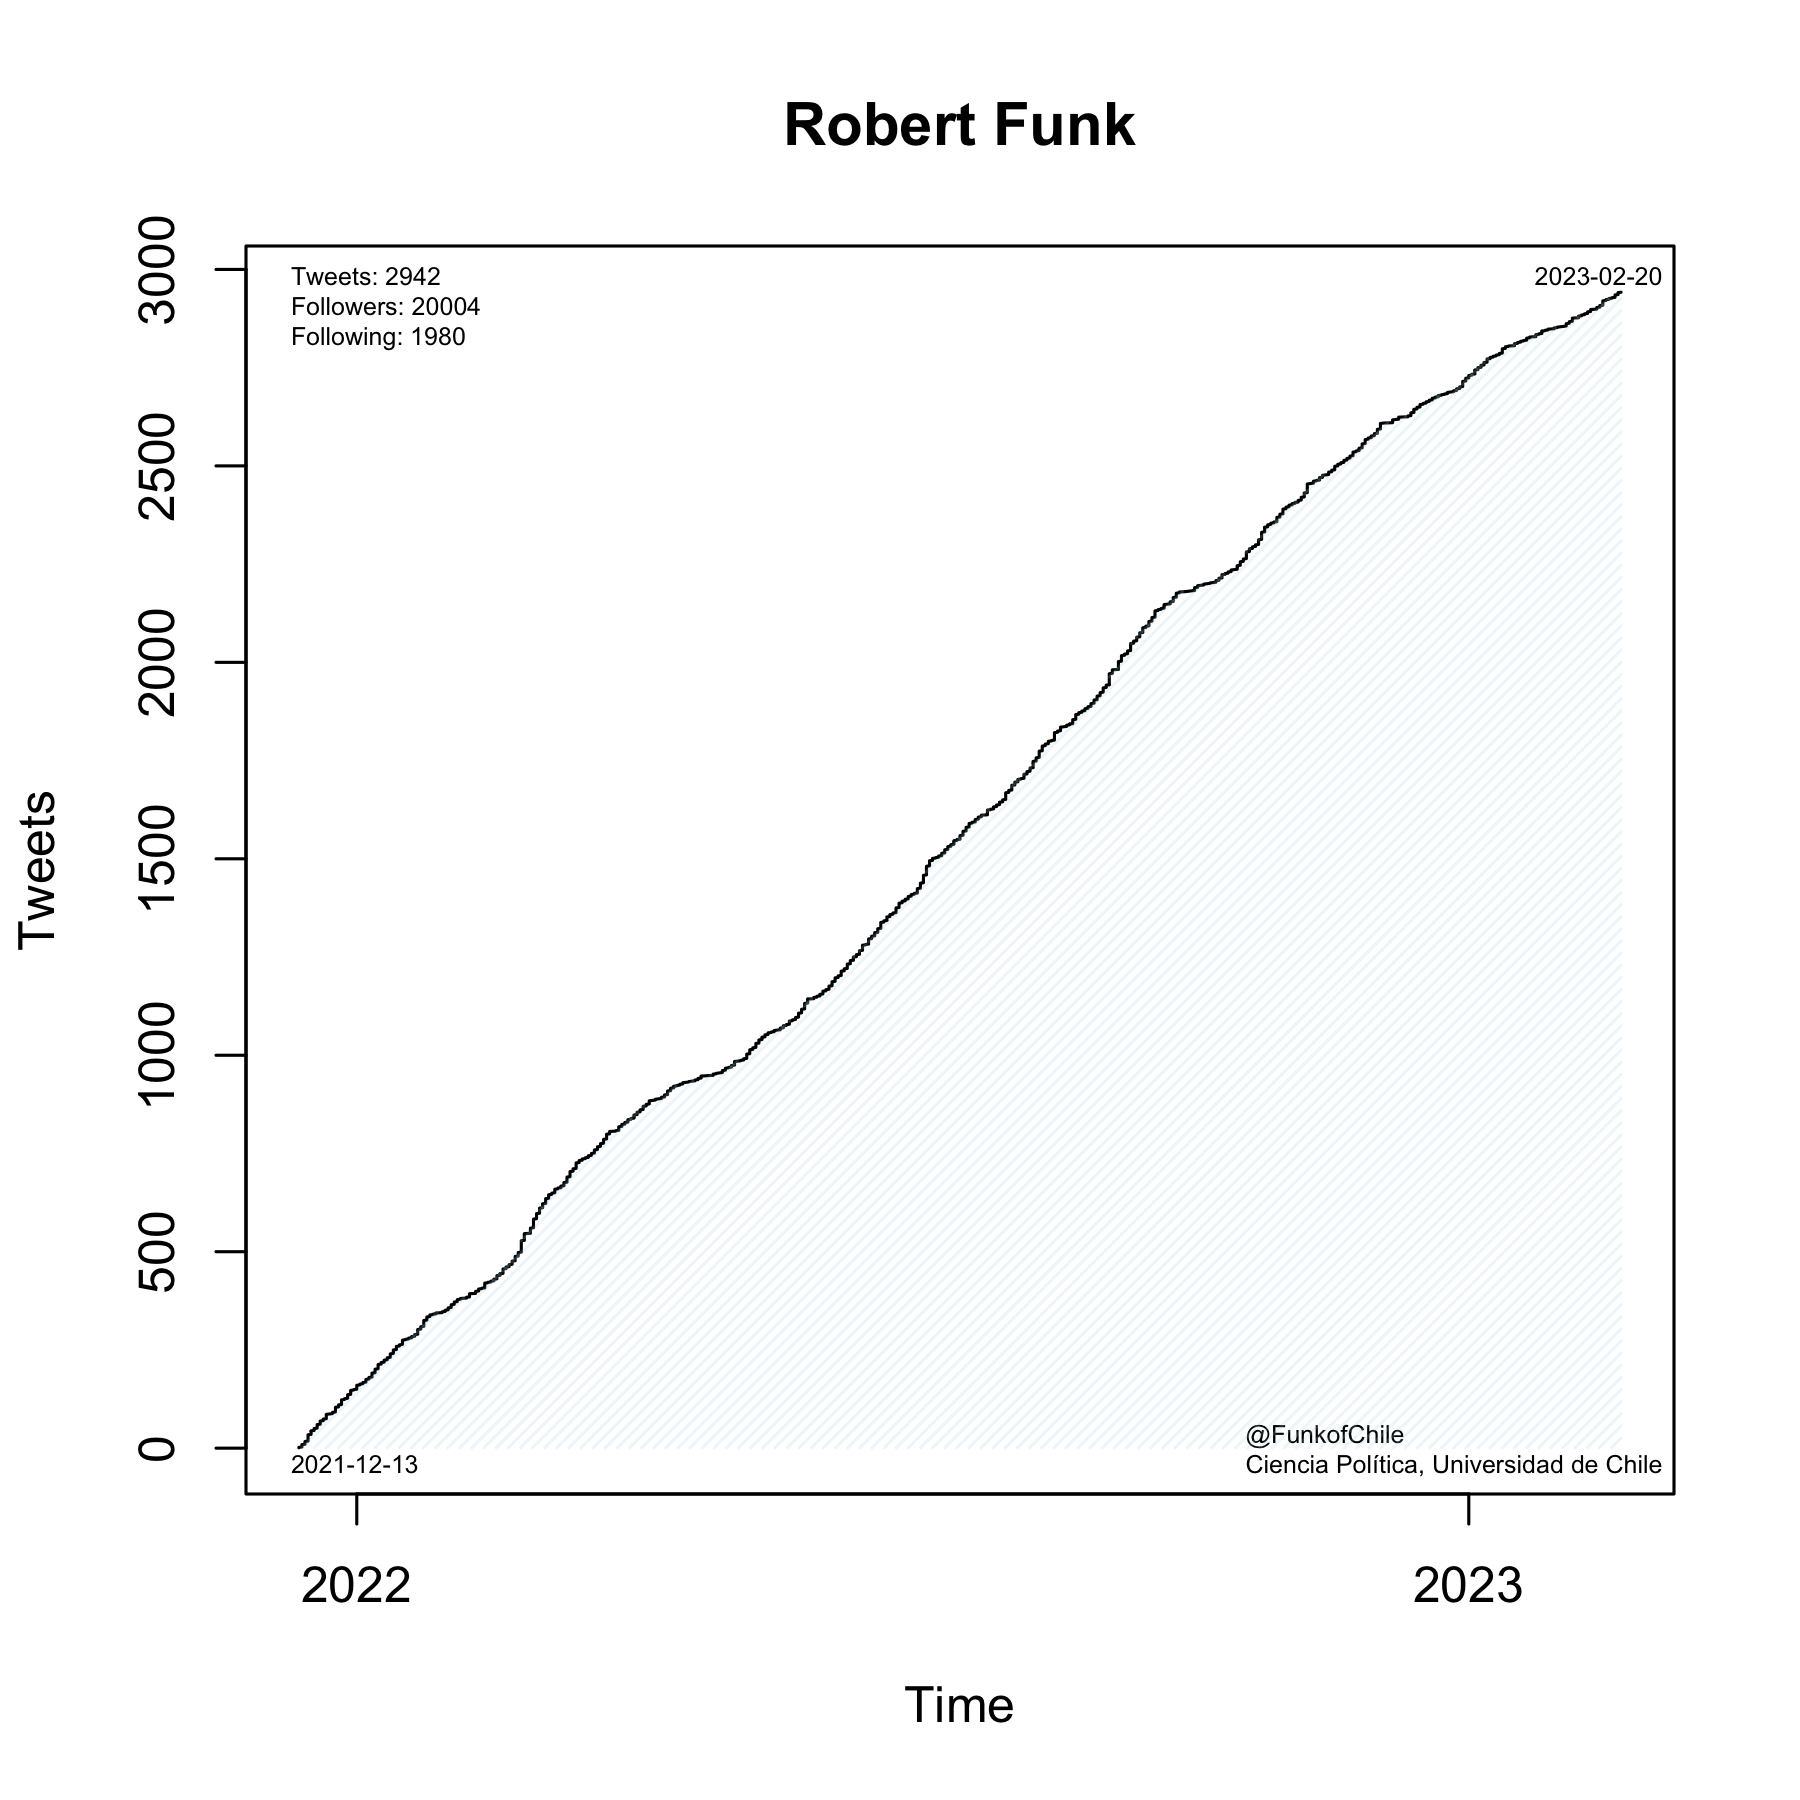 Robert Funk
Tweets: 2942
Followers: 20004
Following: 1980
2023-02-20
3000
2500
2000
1500
1000
500
0
Tweets
@FunkofChile
Ciencia Política, Universidad de Chile
2021-12-13
2022
2023
Time